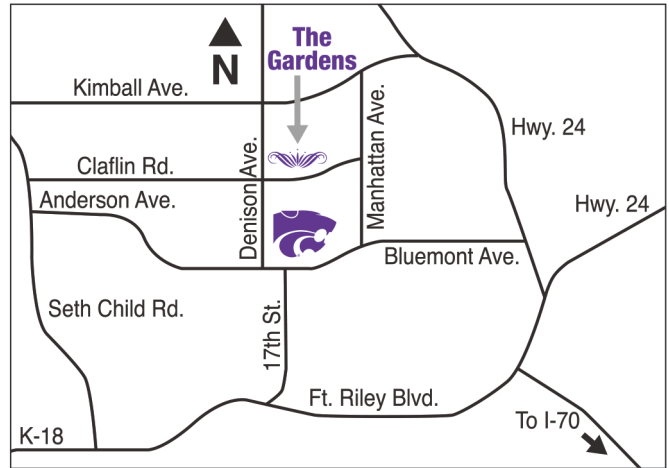 The
Gardens
N
Kimball Ave.
Manhattan Ave.
Hwy. 24
Claflin Rd.
Denison Ave.
Anderson Ave.
Hwy. 24
Bluemont Ave.
Seth Child Rd.
17th St.
Ft. Riley Blvd.
To I-70
K-18